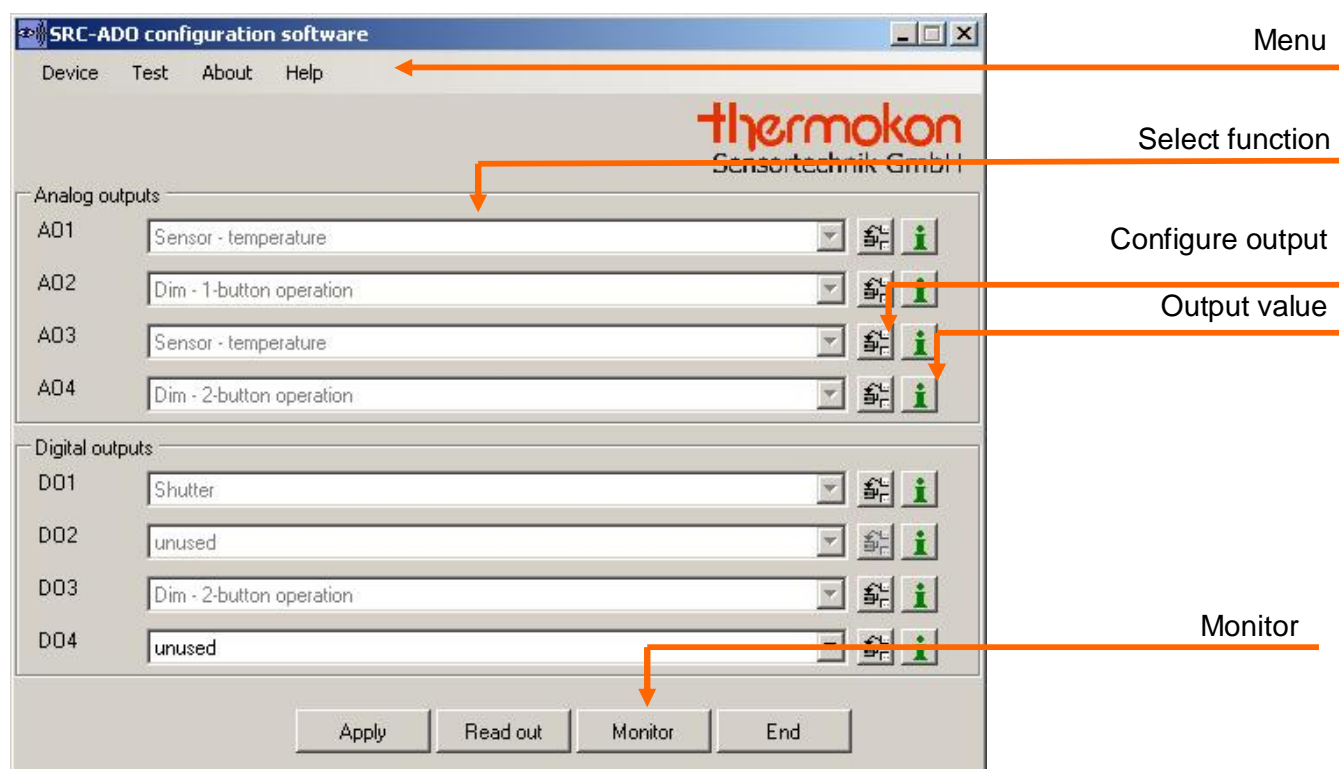 SRC-ADO configuration software
Menu
Device Test About Help
thermokon
Sensortechnik GmbH
Select function
Analog outputs
AO1 Sensor - temperature
Configure output
AO2 Dim - 1-button operation
Output value
AO3 Sensor - temperature
AO4 Dim - 2-button operation
Digital outputs
DO1 Shutter
DO2 unused
DO3 Dim - 2-button operation
DO4 unused
Monitor
Apply Read out Monitor End